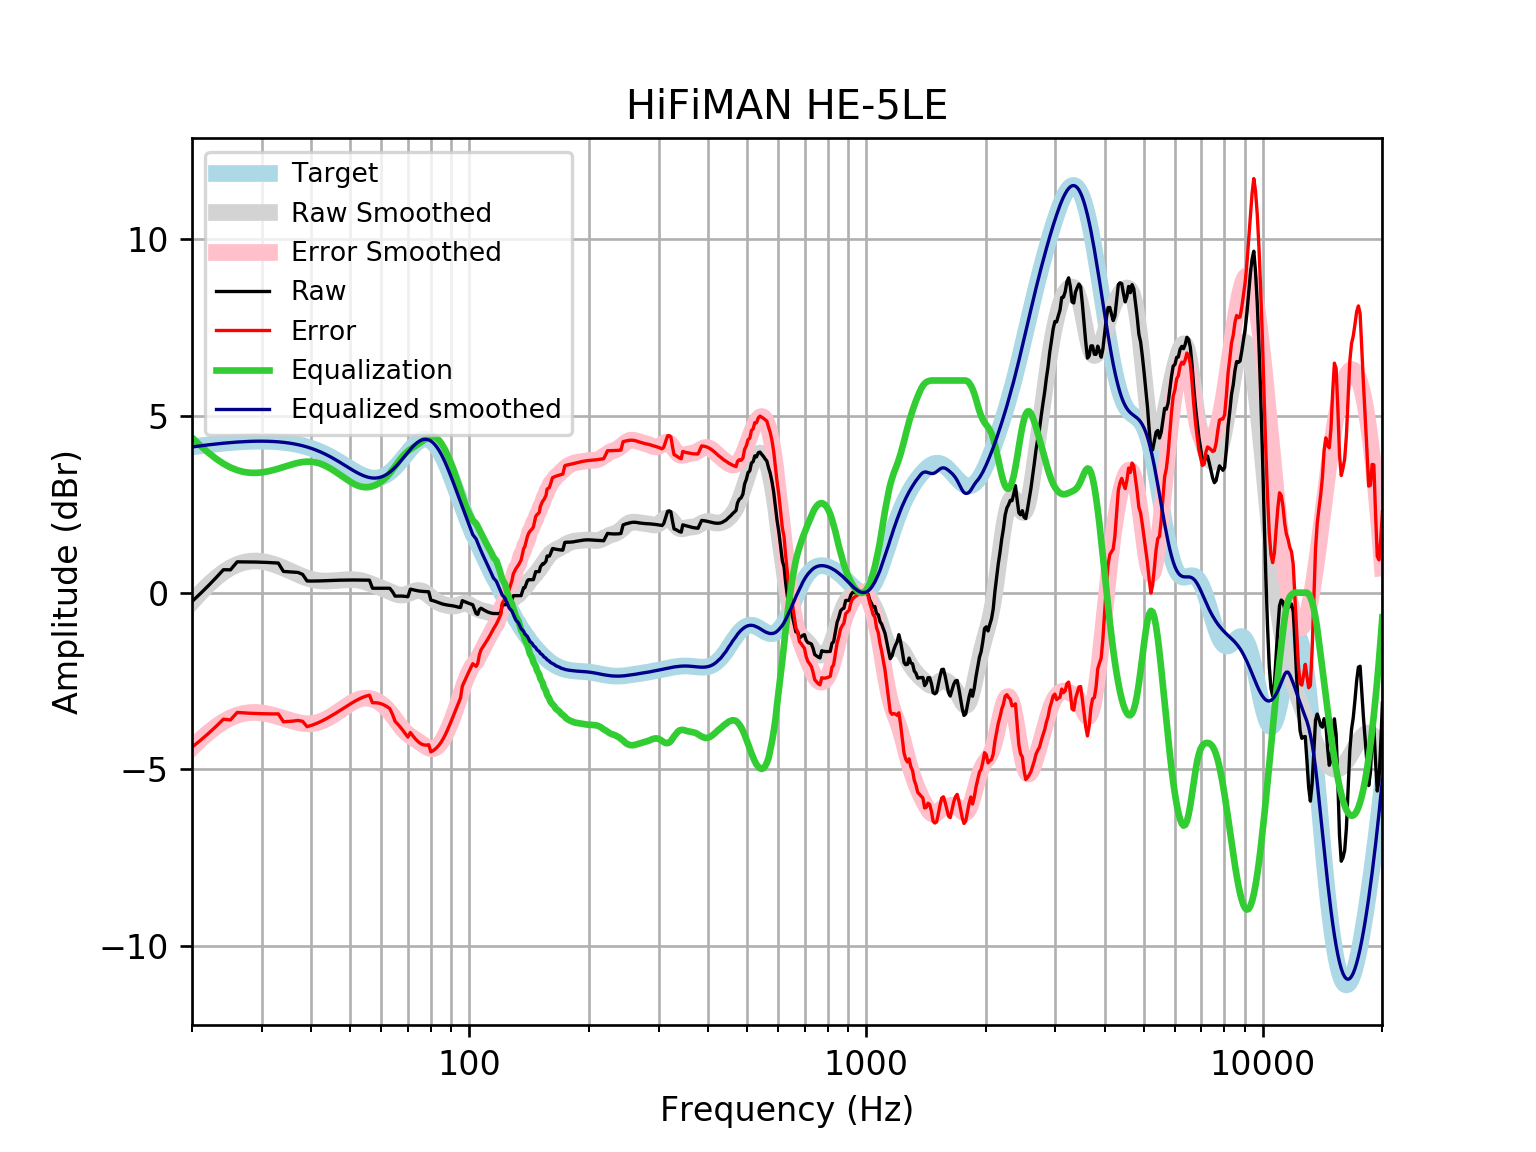 HiFiMAN HE-5LE
Target
Raw Smoothed
Error Smoothed
Raw
Error
Equalization
Equalized smoothed
10
5
0
−5
−10
Amplitude (dBr)
100
1000
10000
Frequency (Hz)